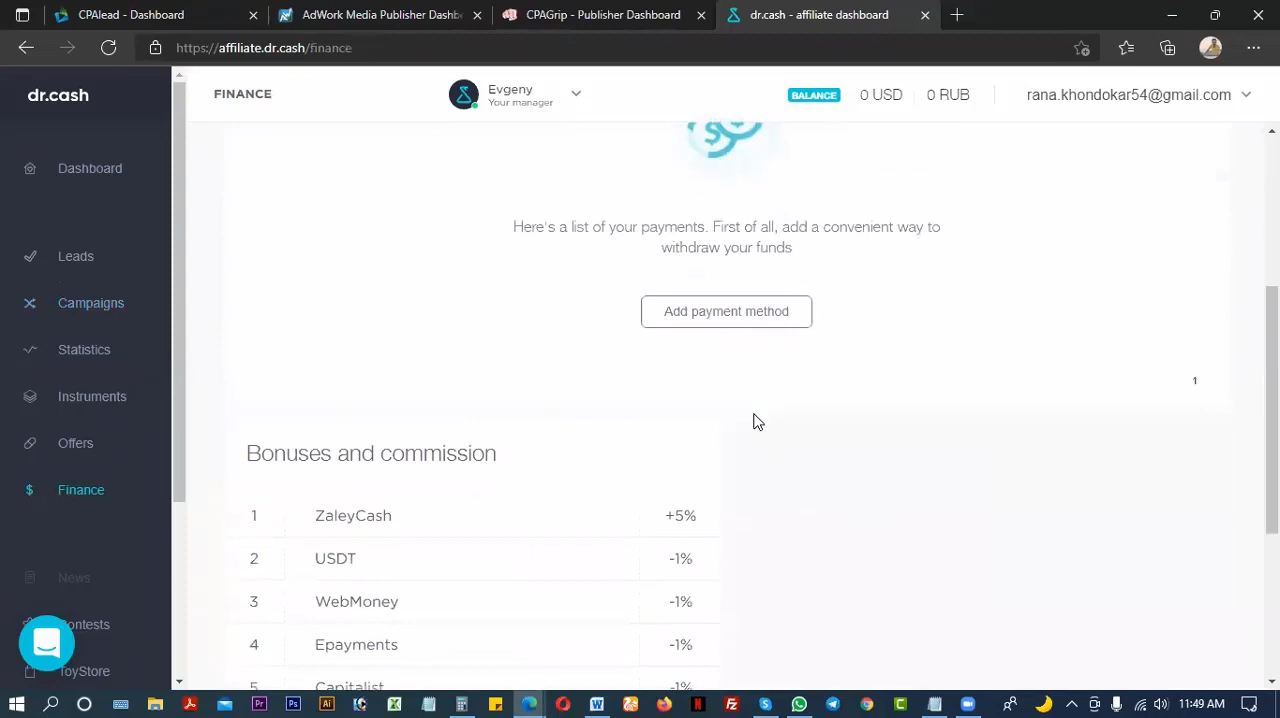 CPAlead - Dashboard
AdWork Media Publisher Dashb
CPAGrip - Publisher Dashboard
dr.cash - affiliate dashboard
https://affiliate.dr.cash/finance
dr.cash
FINANCE
Evgeny
Your manager
BALANCE
0 USD
0 RUB
rana.khondokar54@gmail.com
Dashboard
Leads
Campaigns
Statistics
Instruments
Offers
Finance
News
ontests
ToyStore
Here's a list of your payments. First of all, add a convenient way to
withdraw your funds
Add payment method
1
Bonuses and commission
1 ZaleyCash +5%
2 USDT -1%
3 WebMoney -1%
4 Epayments -1%
5 Capitalist -1%
11:49 AM